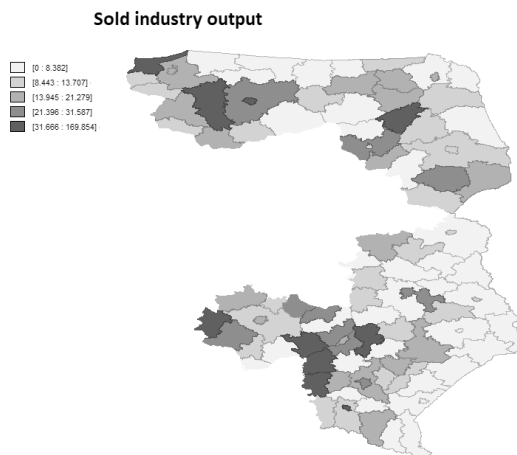 Sold industry output
[0 : 8.382]
[8.443 : 13.707]
[13.945 : 21.279]
[21.396 : 31.587]
[31.666 : 169.854]